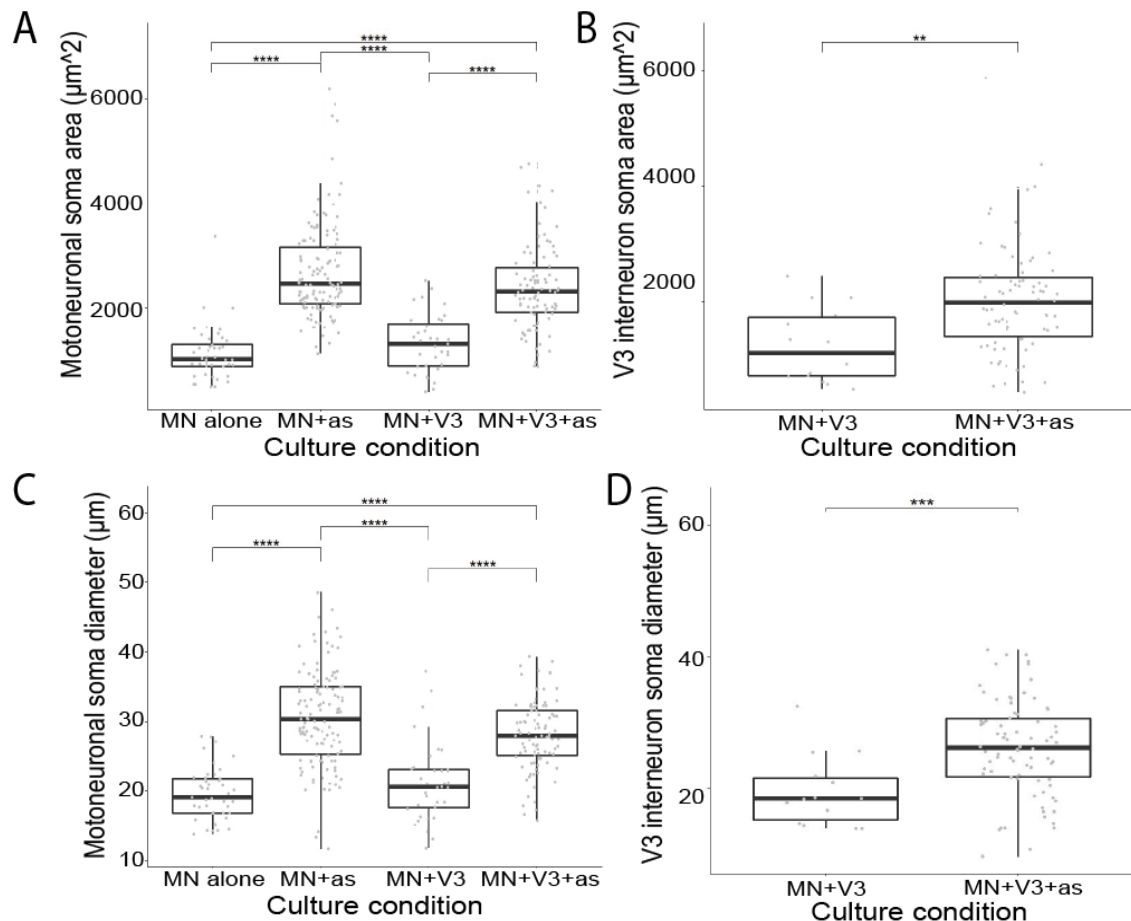 A
Motoneuronal soma area (µm^2)
6000
4000
2000
****
****
****
****
MN alone MN+as MN+V3 MN+V3+as
Culture condition
B
V3 interneuron soma area (µm^2)
6000
4000
2000
**
MN+V3 MN+V3+as
Culture condition
C
Motoneuronal soma diameter (µm)
60
50
40
30
20
10
****
****
****
****
MN alone MN+as MN+V3 MN+V3+as
Culture condition
D
V3 interneuron soma diameter (µm)
60
40
20
***
MN+V3 MN+V3+as
Culture condition